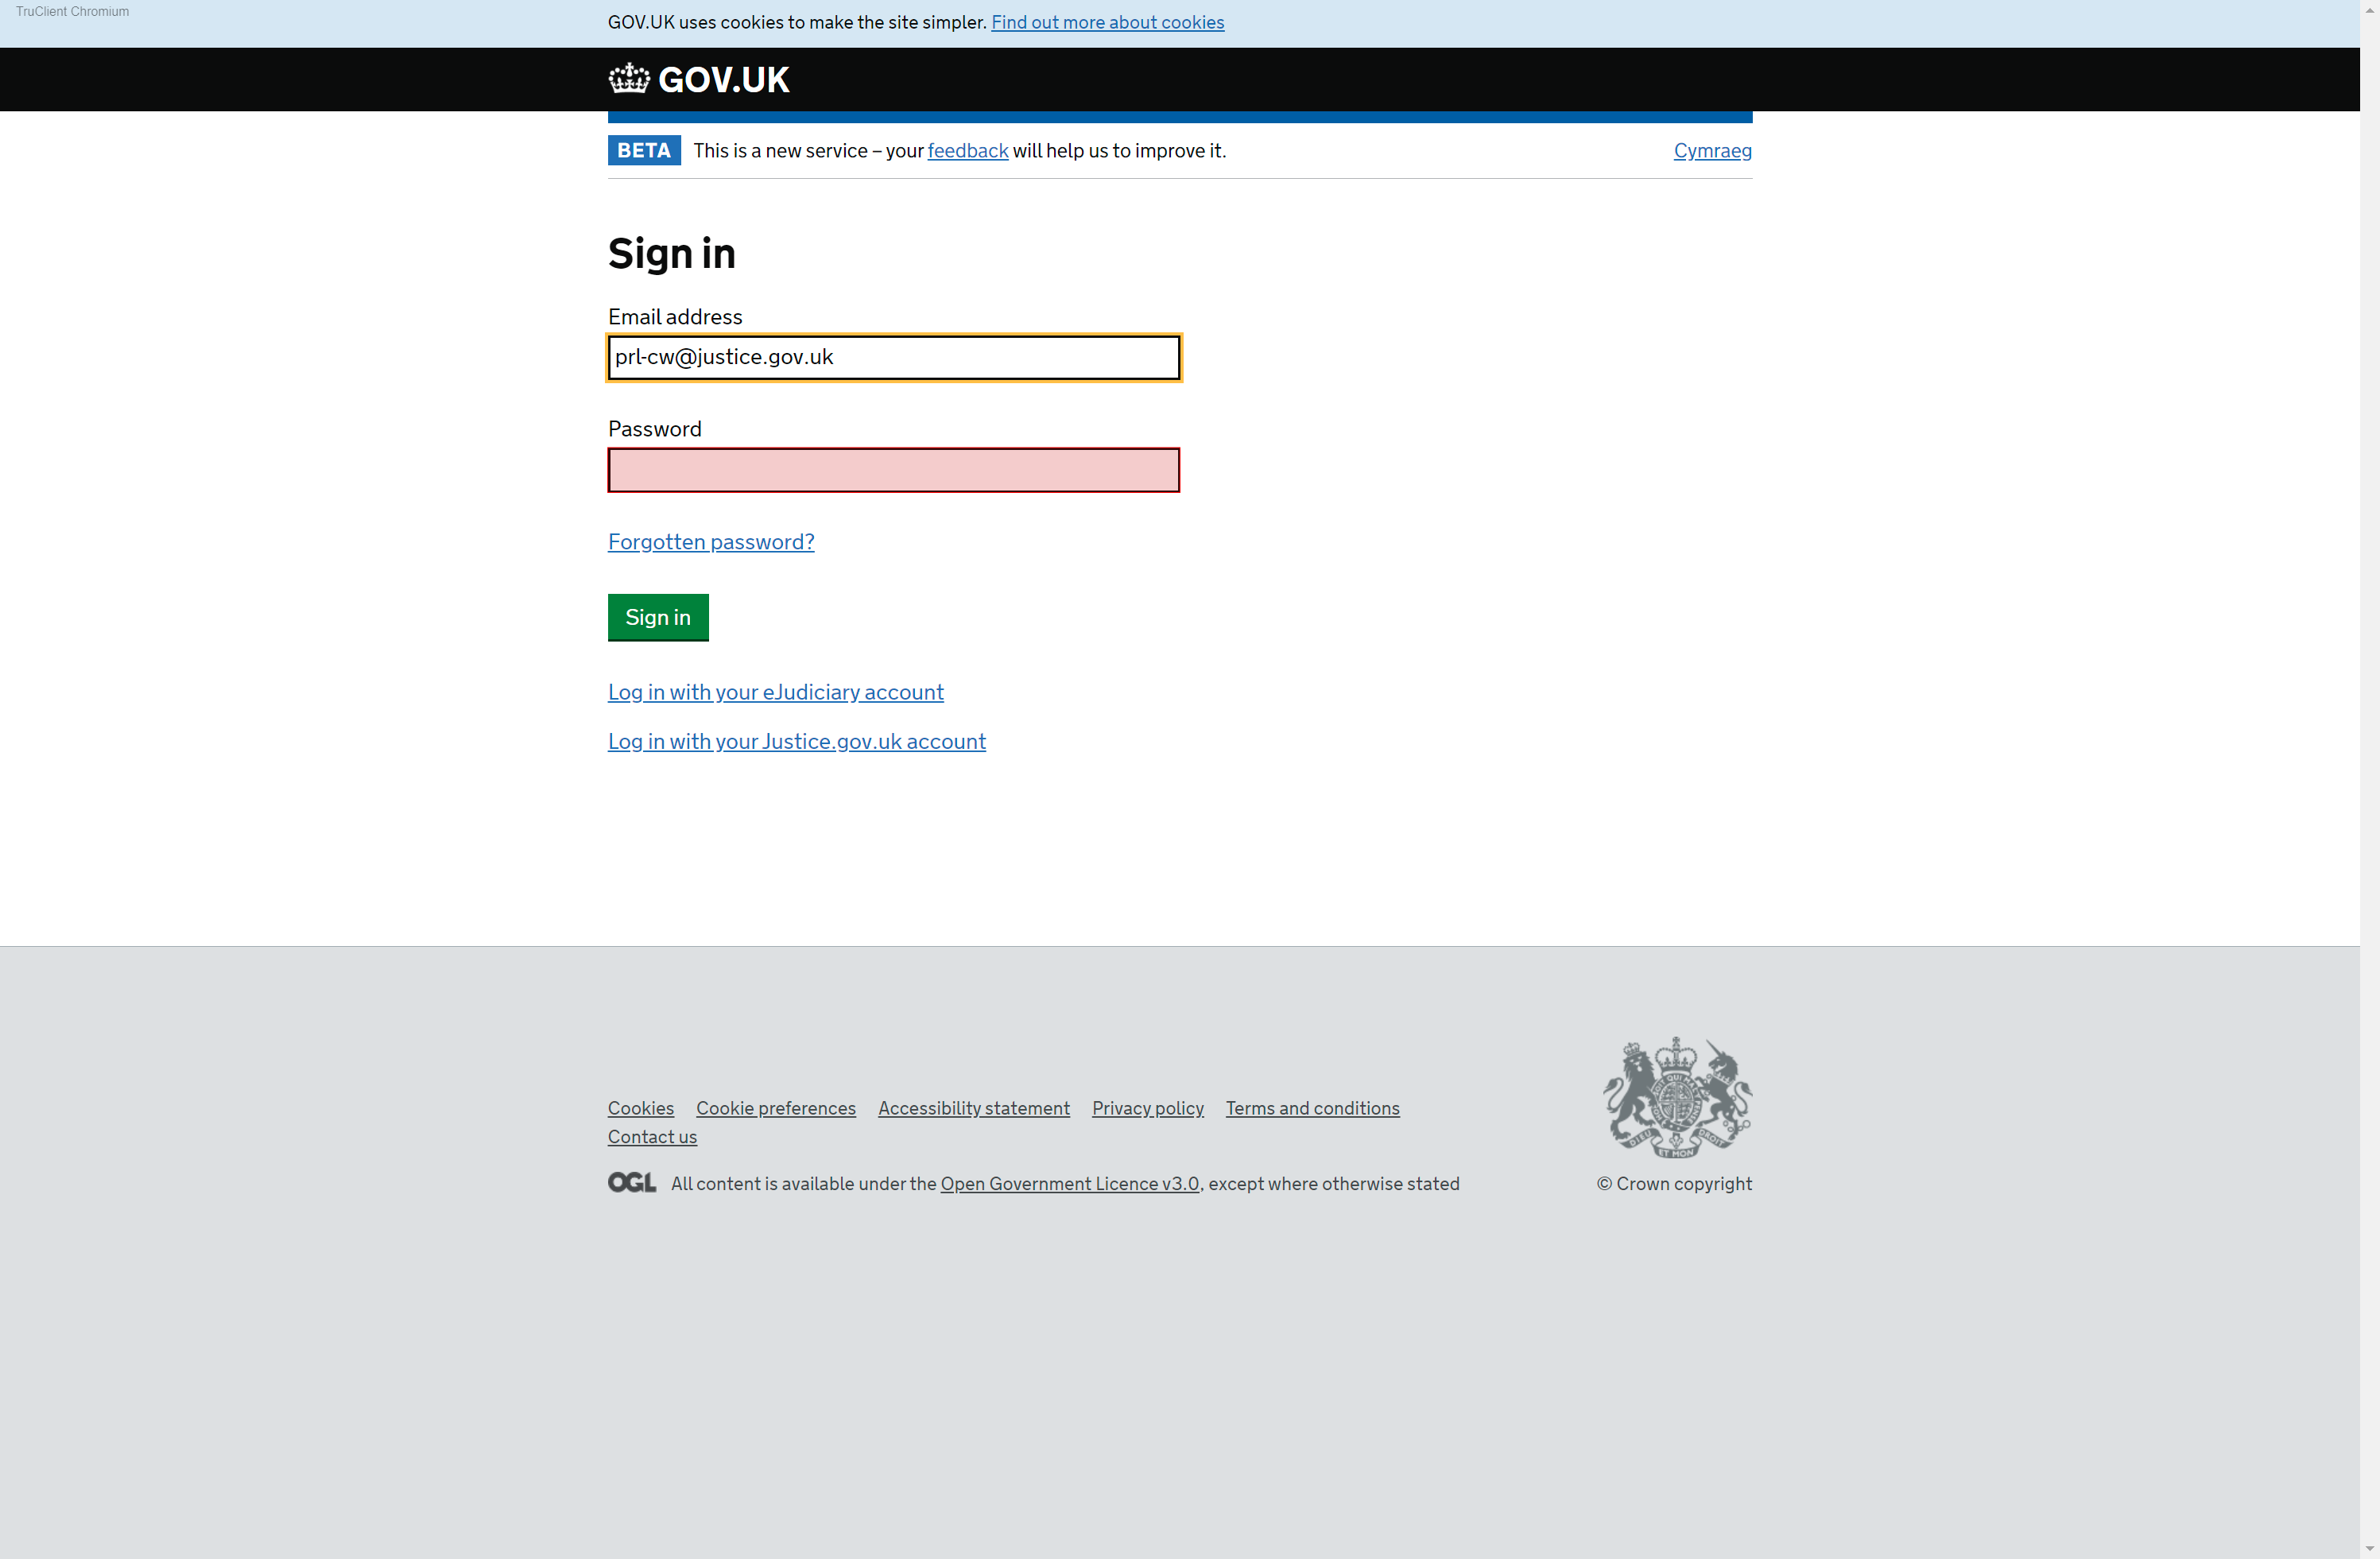 TruClient Chromium
GOV.UK uses cookies to make the site simpler. Find out more about cookies
GOV.UK
BETA This is a new service – your feedback will help us to improve it. Cymraeg
Sign in
Email address
prl-cw@justice.gov.uk
Password
Forgotten password?
Sign in
Log in with your eJudiciary account
Log in with your Justice.gov.uk account
Cookies Cookie preferences Accessibility statement Privacy policy Terms and conditions
Contact us
OGL All content is available under the Open Government Licence v3.0, except where otherwise stated
DIEU ET MON DROIT
© Crown copyright